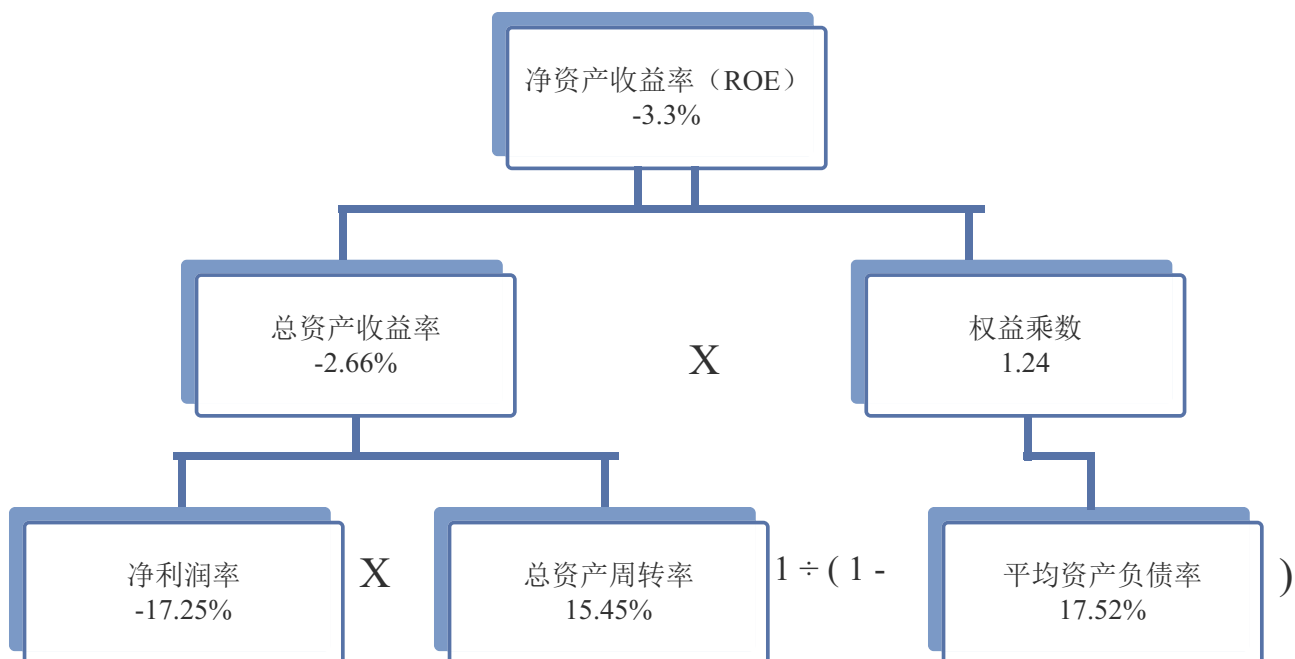 净资产收益率（ROE）
-3.3%
总资产收益率
-2.66%
X
权益乘数
1.24
净利润率
-17.25%
X
总资产周转率
15.45%
1 ÷ ( 1 -
平均资产负债率
17.52%
)